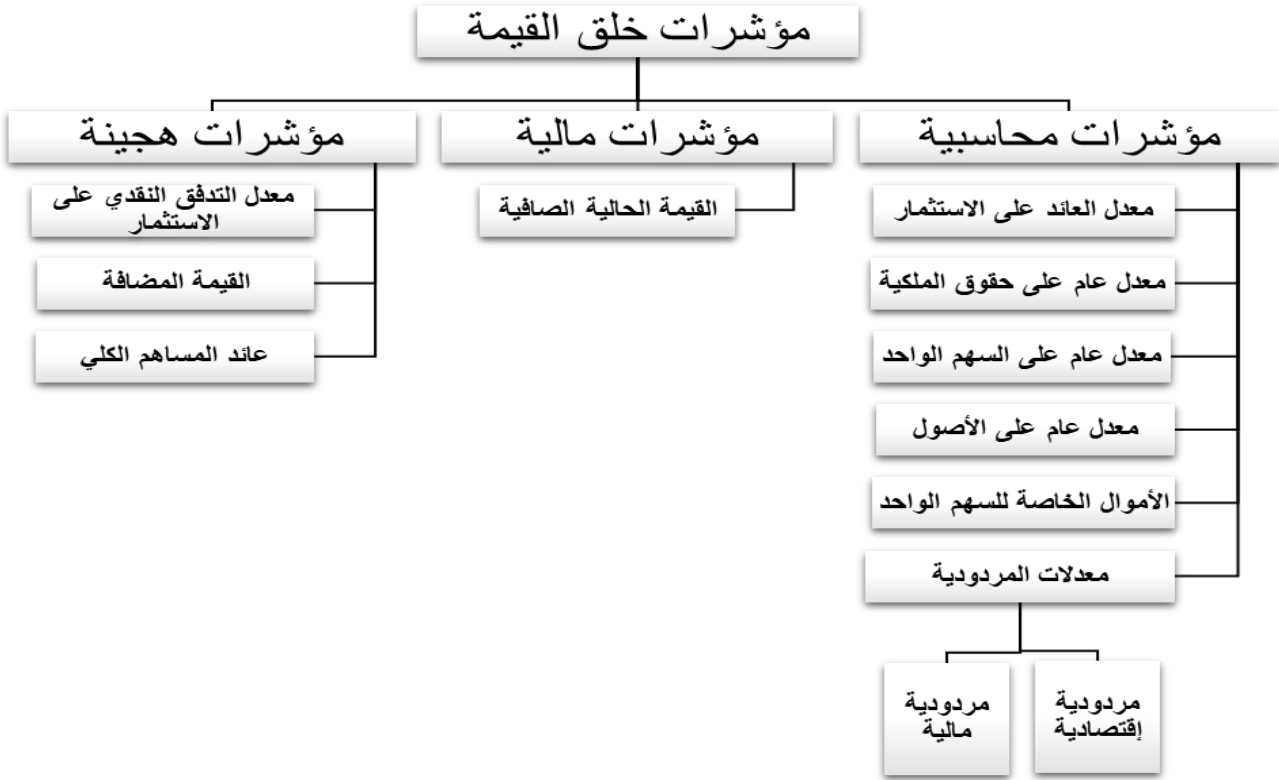 مؤشرات خلق القيمة
مؤشرات محاسبية
معدل العائد على الاستثمار
معدل عام على حقوق الملكية
معدل عام على السهم الواحد
معدل عام على الأصول
الأموال الخاصة للسهم الواحد
معدلات المردودية
مردودية
إقتصادية
مردودية
مالية
مؤشرات مالية
القيمة الحالية الصافية
مؤشرات هجينة
معدل التدفق النقدي على
الاستثمار
القيمة المضافة
عائد المساهم الكلي